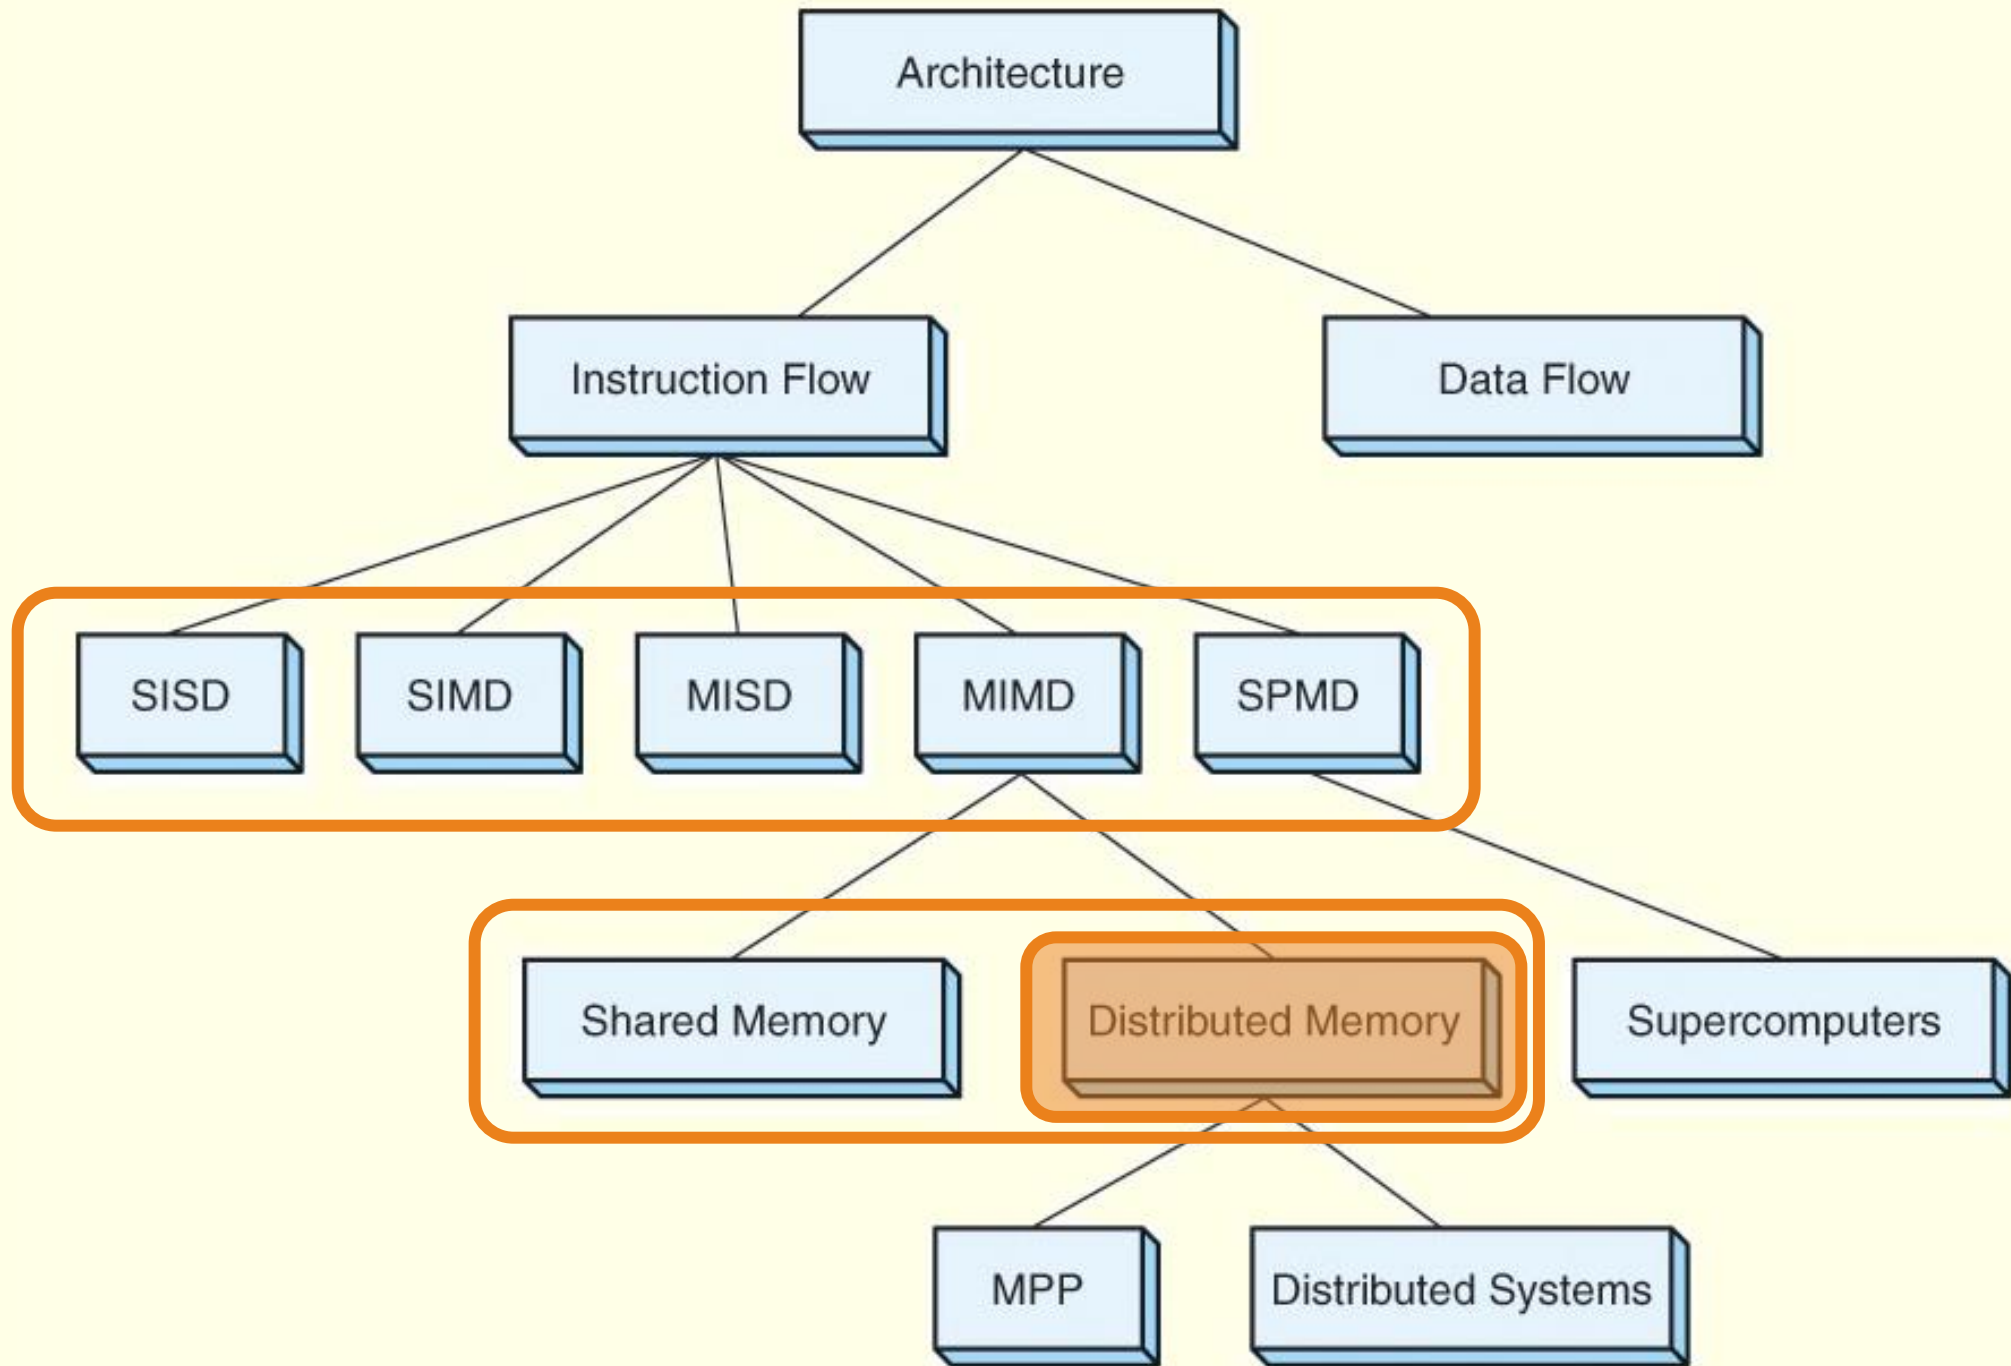 Architecture
Instruction Flow
Data Flow
SISD
SIMD
MISD
MIMD
SPMD
Shared Memory
Distributed Memory
Supercomputers
MPP
Distributed Systems